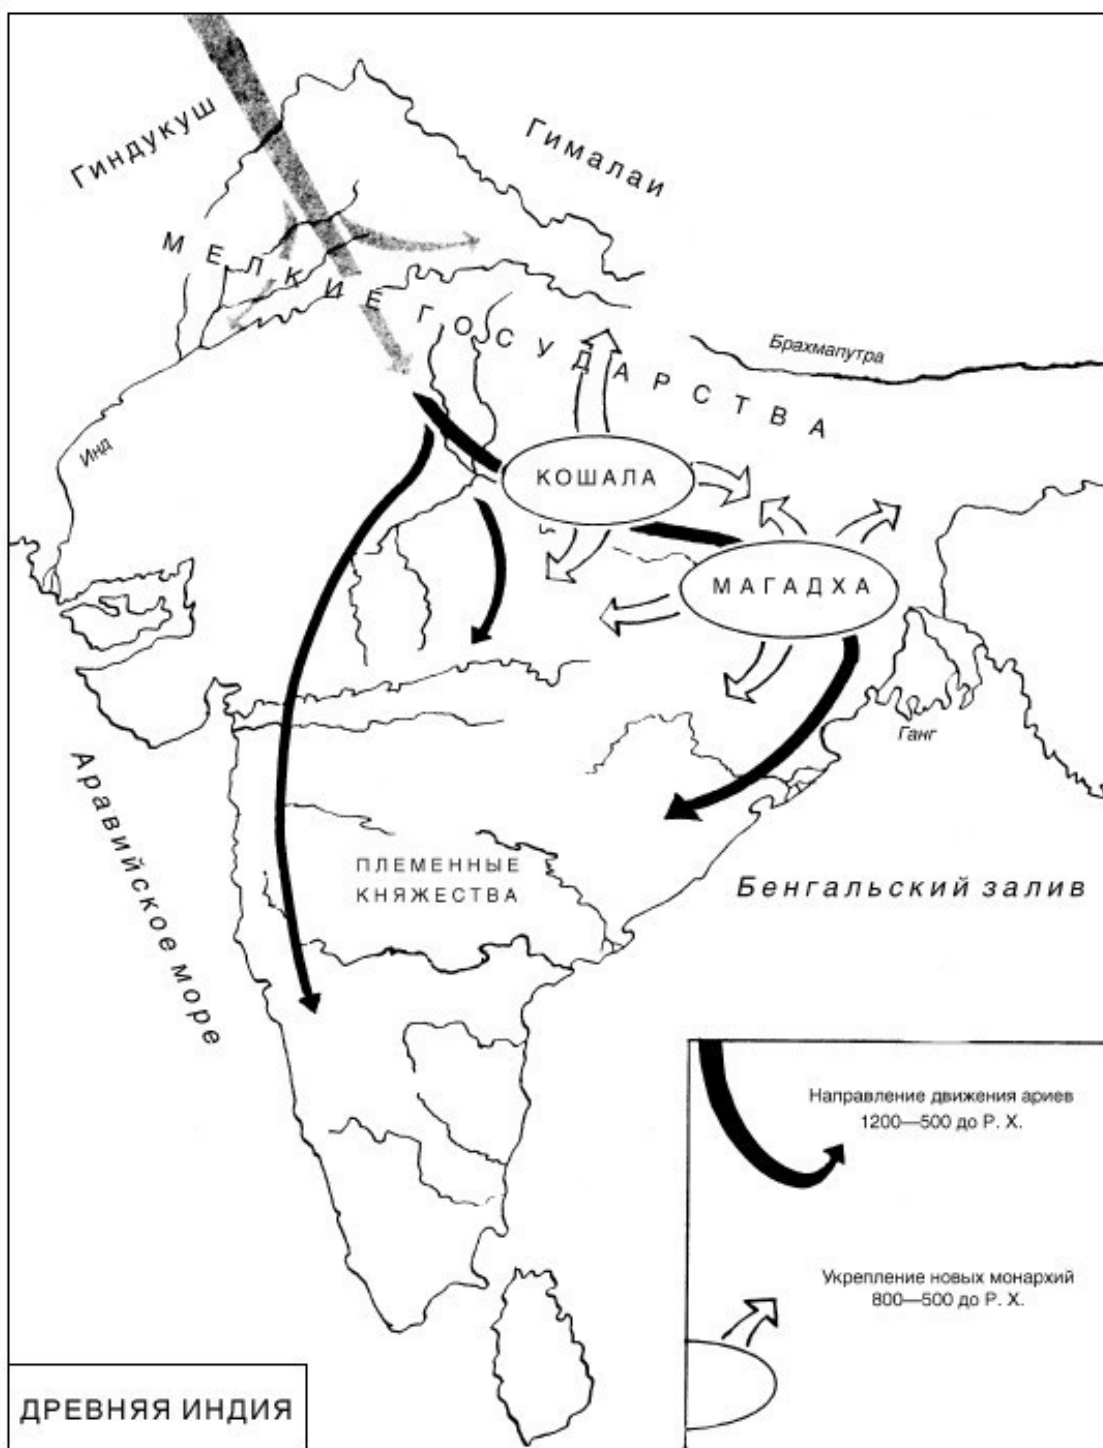 Гиндукуш
Гималаи
МЕЛКИЕ ГОСУДАРСТВА
Брахмапутра
Инд
КОШАЛА
МАГАДХА
Ганг
Аравийское море
ПЛЕМЕННЫЕ
КНЯЖЕСТВА
Бенгальский залив
Направление движения ариев
1200—500 до Р. Х.
Укрепление новых монархий
800—500 до Р. Х.
ДРЕВНЯЯ ИНДИЯ